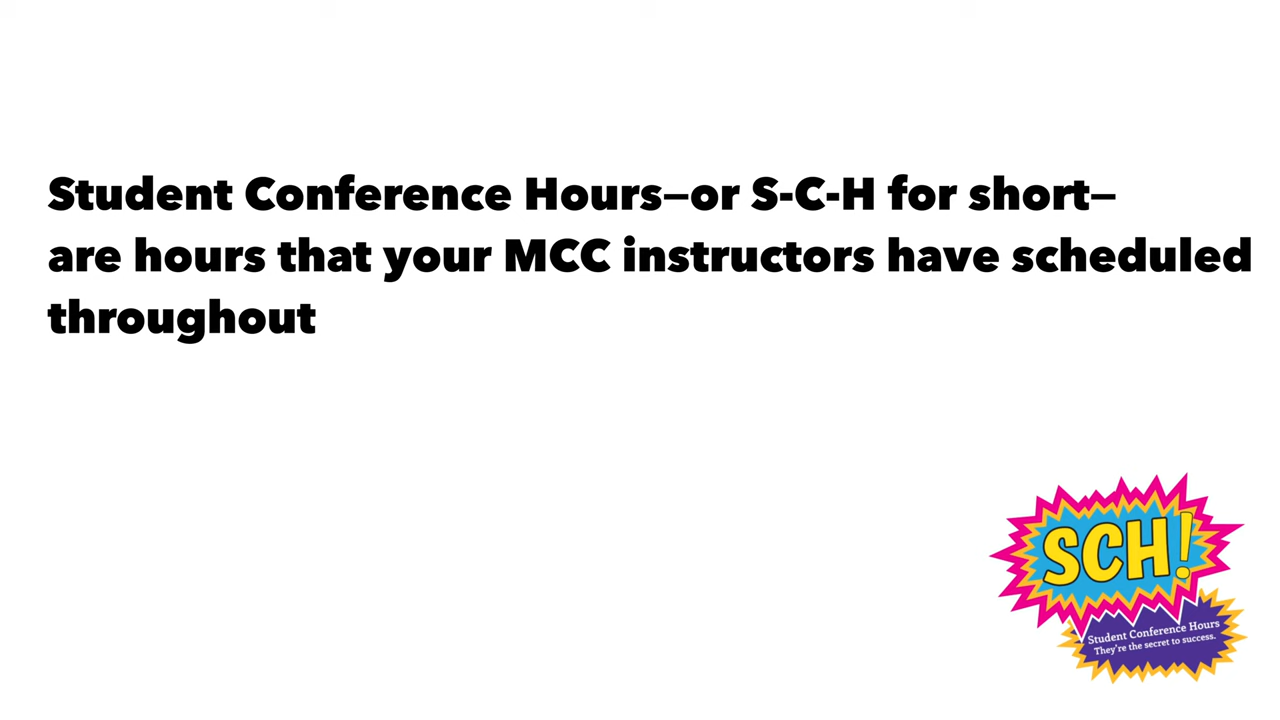 Student Conference Hours—or S-C-H for short—
are hours that your MCC instructors have scheduled
throughout
SCH!
Student Conference Hours
They're the secret to success.